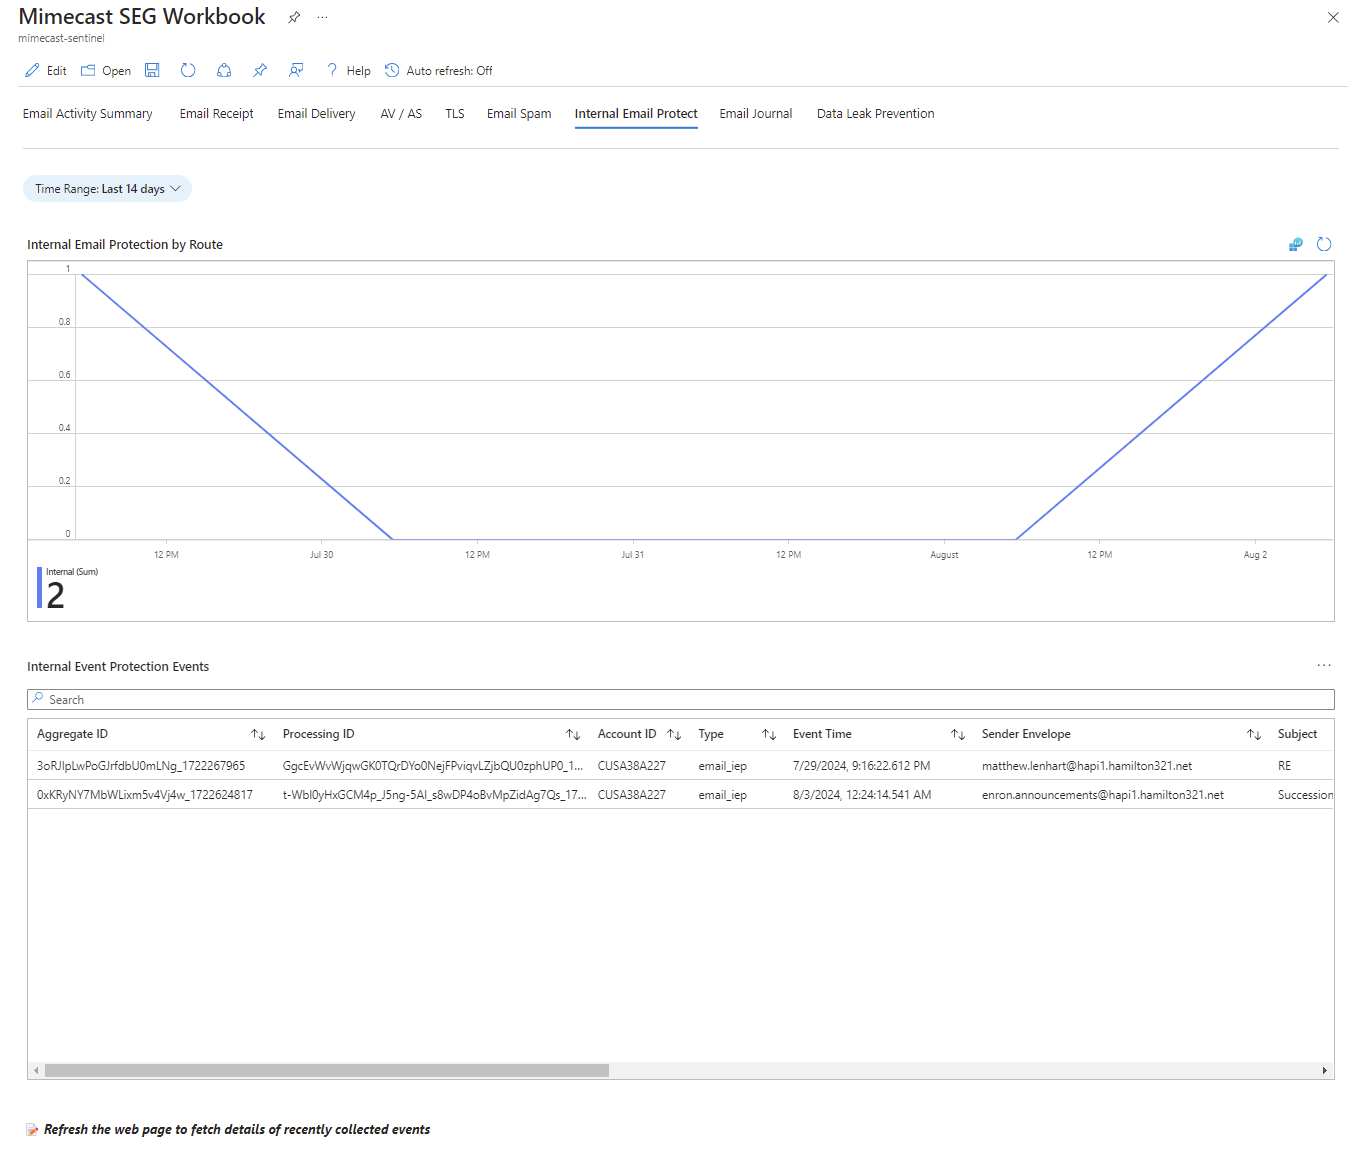 Mimecast SEG Workbook
mimecast-sentinel
Edit Open Help Auto refresh: Off
Email Activity Summary Email Receipt Email Delivery AV / AS TLS Email Spam Internal Email Protect Email Journal Data Leak Prevention
Time Range: Last 14 days
Internal Email Protection by Route
1
0.8
0.6
0.4
0.2
0
12 PM Jul 30 12 PM Jul 31 12 PM August 12 PM Aug 2
Internal (Sum)
2
Internal Event Protection Events
Search
Aggregate ID Processing ID Account ID Type Event Time Sender Envelope Subject
3oRJlpLwPoGJrfdbU0mLNg_1722267965 GgcEvWvWjqwGK0TQrDYo0NejFPviqvLZjbQU0zphUP0_1... CUSA38A227 email_iep 7/29/2024, 9:16:22.612 PM matthew.lenhart@hapi1.hamilton321.net RE
0xKRyNY7MbWLixm5v4Vj4w_1722624817 t-Wbl0yHxGCM4p_J5ng-5AI_s8wDP4oBvMpZidAg7Qs_17... CUSA38A227 email_iep 8/3/2024, 12:24:14.541 AM enron.announcements@hapi1.hamilton321.net Succession
Refresh the web page to fetch details of recently collected events